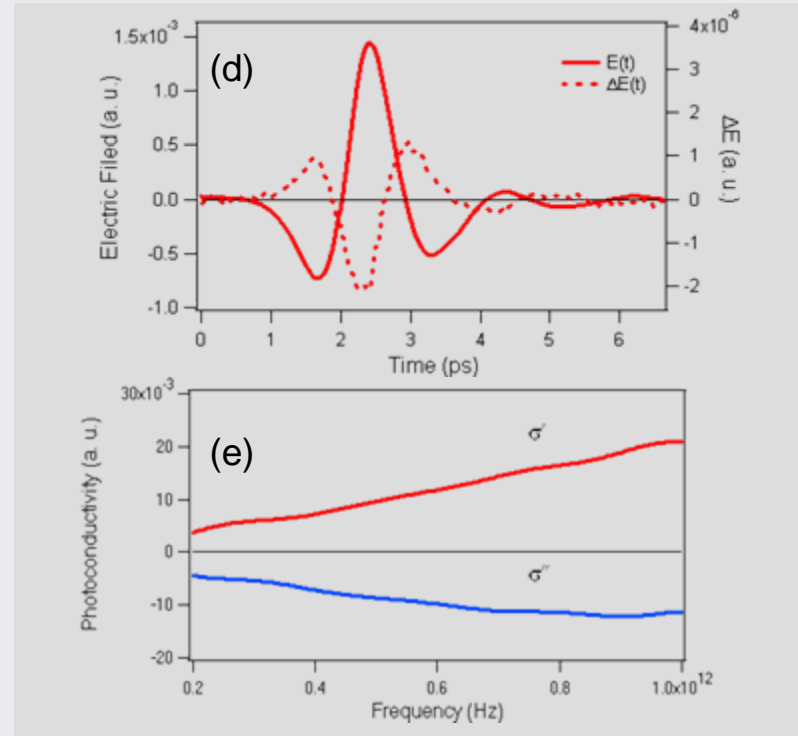 (d)
Electric Filed (a. u.)
1.5x10⁻³
1.0
0.5
0.0
-0.5
-1.0
E(t)
ΔE(t)
4x10⁻⁶
3
2
1
0
-1
-2
ΔE (a. u.)
0 1 2 3 4 5 6
Time (ps)
(e)
Photoconductivity (a. u.)
30x10⁻³
20
10
0
-10
-20
σ'
σ''
0.2 0.4 0.6 0.8 1.0x10¹²
Frequency (Hz)